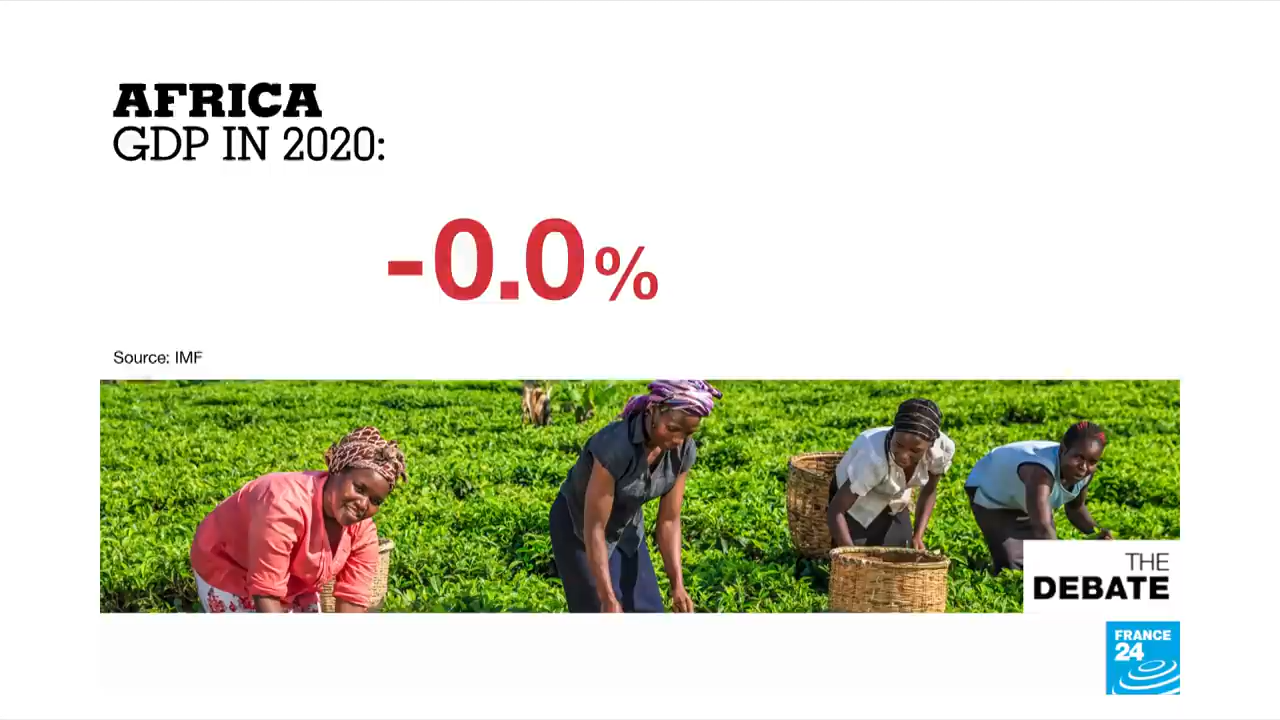 AFRICA
GDP IN 2020:
-0.0%
Source: IMF
THE
DEBATE
FRANCE
24